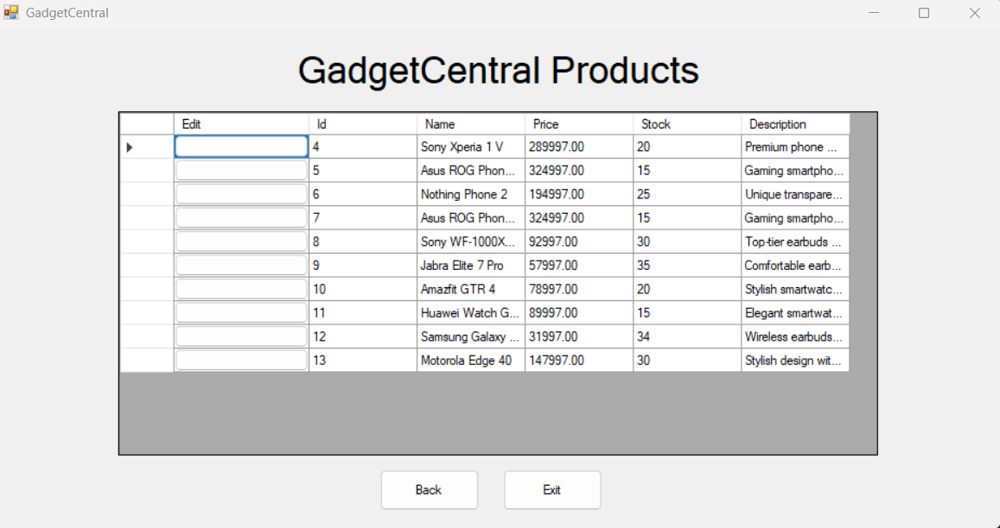 GadgetCentral
GadgetCentral Products
Edit Id Name Price Stock Description
4 Sony Xperia 1 V 289997.00 20 Premium phone ...
5 Asus ROG Phon... 324997.00 15 Gaming smartpho...
6 Nothing Phone 2 194997.00 25 Unique transpare...
7 Asus ROG Phon... 324997.00 15 Gaming smartpho...
8 Sony WF-1000X... 92997.00 30 Top-tier earbuds ...
9 Jabra Elite 7 Pro 57997.00 35 Comfortable earb...
10 Amazfit GTR 4 78997.00 20 Stylish smartwatc...
11 Huawei Watch G... 89997.00 15 Elegant smartwat...
12 Samsung Galaxy ... 31997.00 34 Wireless earbuds...
13 Motorola Edge 40 147997.00 30 Stylish design wit...
Back Exit